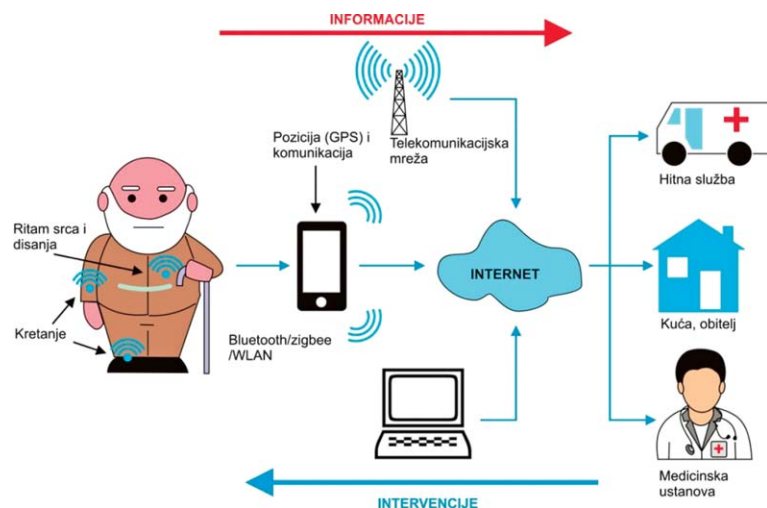 INFORMACIJE
Pozicija (GPS) i
komunikacija
Telekomunikacijska
mreža
Hitna služba
Ritam srca i
disanja
INTERNET
Kretanje
Bluetooth/zigbee
/WLAN
Kuća, obitelj
Medicinska
ustanova
INTERVENCIJE